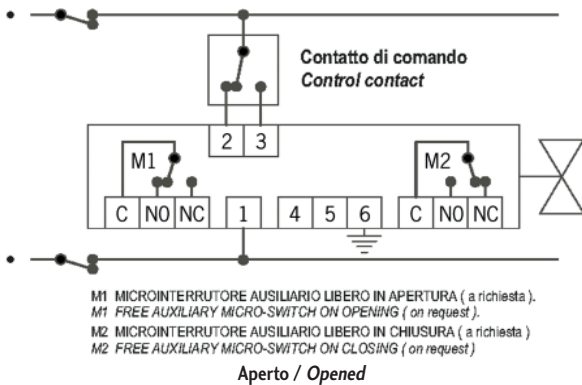 Contatto di comando
Control contact
2 3
M1 M2
C NO NC 1 4 5 6 C NO NC
M1 MICROINTERRUTORE AUSILIARIO LIBERO IN APERTURA ( a richiesta ).
M1 FREE AUXILIARY MICRO-SWITCH ON OPENING ( on request ).
M2 MICROINTERRUTORE AUSILIARIO LIBERO IN CHIUSURA ( a richiesta )
M2 FREE AUXILIARY MICRO-SWITCH ON CLOSING ( on request )
Aperto / Opened